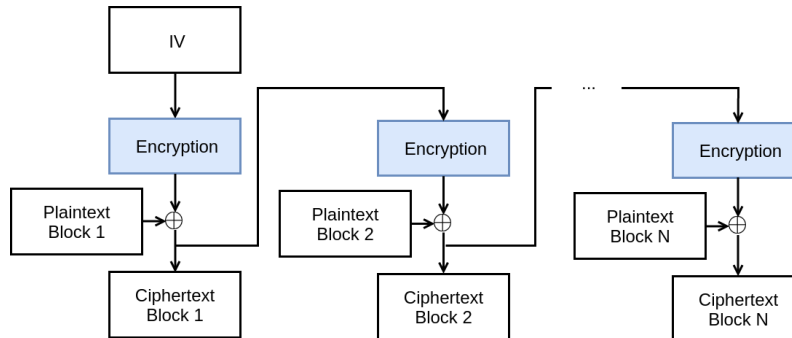 IV
...
Encryption
Encryption
Encryption
Plaintext
Block 1
Plaintext
Block 2
Plaintext
Block N
Ciphertext
Block 1
Ciphertext
Block 2
Ciphertext
Block N